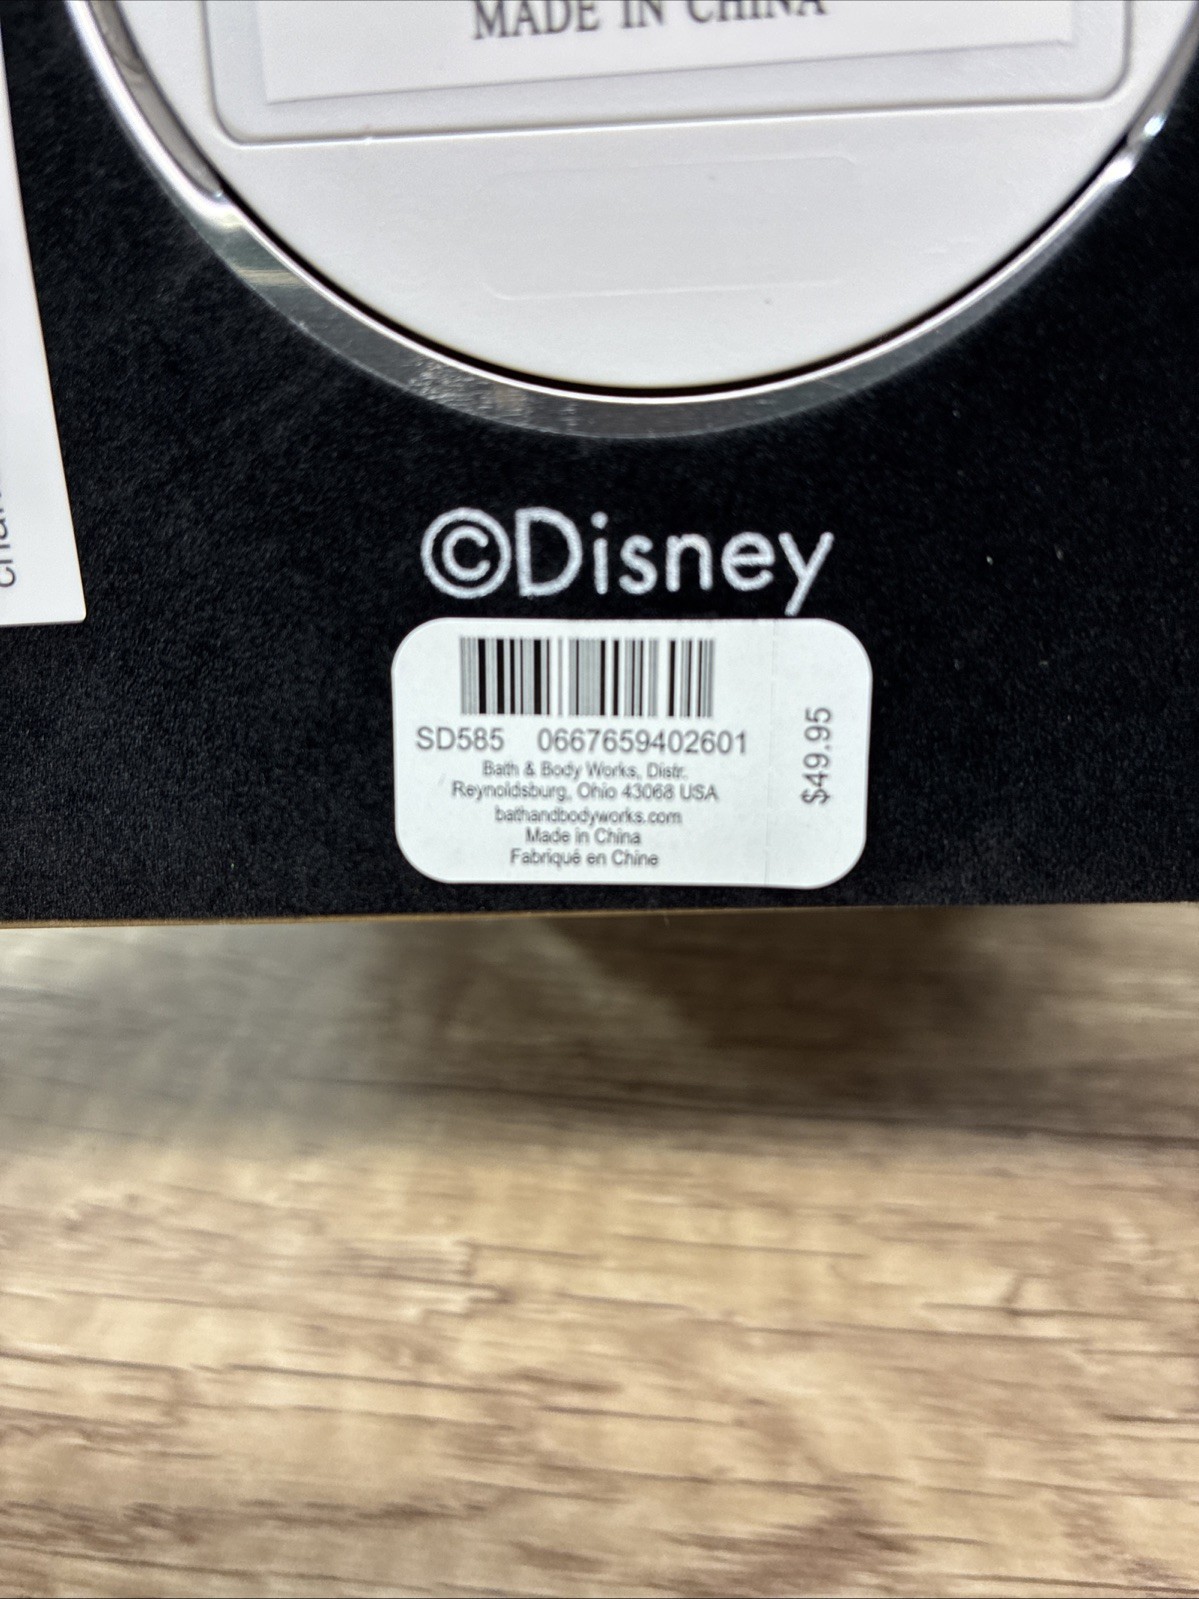 MADE IN CHINA
©Disney
SD585 0667659402601
Bath & Body Works, Distr.
Reynoldsburg, Ohio 43068 USA
bathandbodyworks.com
Made in China
Fabriqué en Chine
$49.95